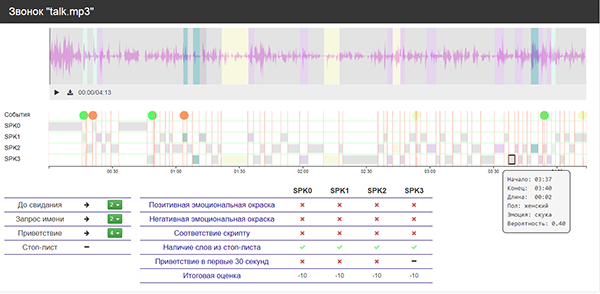 Звонок "talk.mp3"
00:00/04:13
События
SPK0
SPK1
SPK2
SPK3
00:30 01:00 01:30 02:00 02:30 03:00 03:30 04:00
Начало: 03:37
Конец: 03:40
Длина: 00:02
Пол: женский
Эмоция: скука
Вероятность: 0.40
До свидания 2
Запрос имени 2
Приветствие 4
Стоп-лист
SPK0 SPK1 SPK2 SPK3
Позитивная эмоциональная окраска
Негативная эмоциональная окраска
Соответствие скрипту
Наличие слов из стоп-листа
Приветствие в первые 30 секунд
Итоговая оценка -10 -10 -10 -10